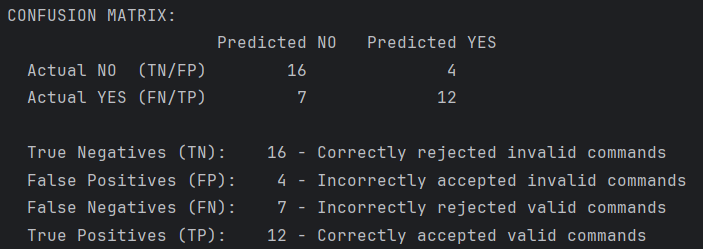 CONFUSION MATRIX:
Predicted NO Predicted YES
Actual NO (TN/FP) 16 4
Actual YES (FN/TP) 7 12
True Negatives (TN): 16 - Correctly rejected invalid commands
False Positives (FP): 4 - Incorrectly accepted invalid commands
False Negatives (FN): 7 - Incorrectly rejected valid commands
True Positives (TP): 12 - Correctly accepted valid commands